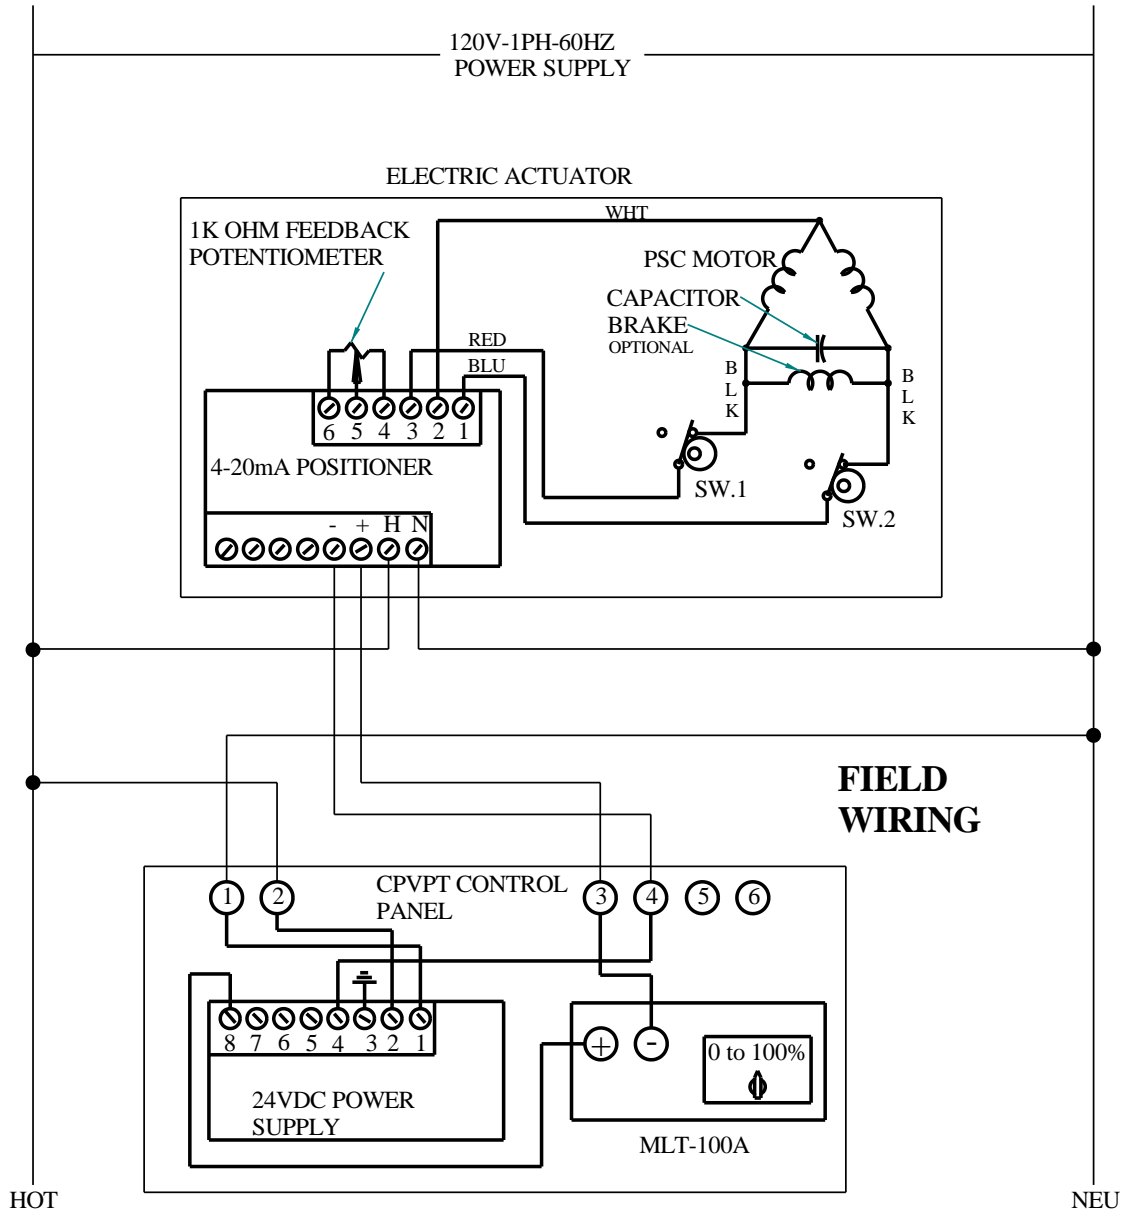 120V-1PH-60HZ
POWER SUPPLY
ELECTRIC ACTUATOR
1K OHM FEEDBACK
POTENTIOMETER
WHT
PSC MOTOR
CAPACITOR
BRAKE
OPTIONAL
RED
BLU
B
L
K
B
L
K
6 5 4 3 2 1
4-20mA POSITIONER
SW.1
SW.2
- + H N
FIELD
WIRING
CPVPT CONTROL
PANEL
1 2 3 4 5 6
8 7 6 5 4 3 2 1
24VDC POWER
SUPPLY
+ -
0 to 100%
MLT-100A
HOT
NEU